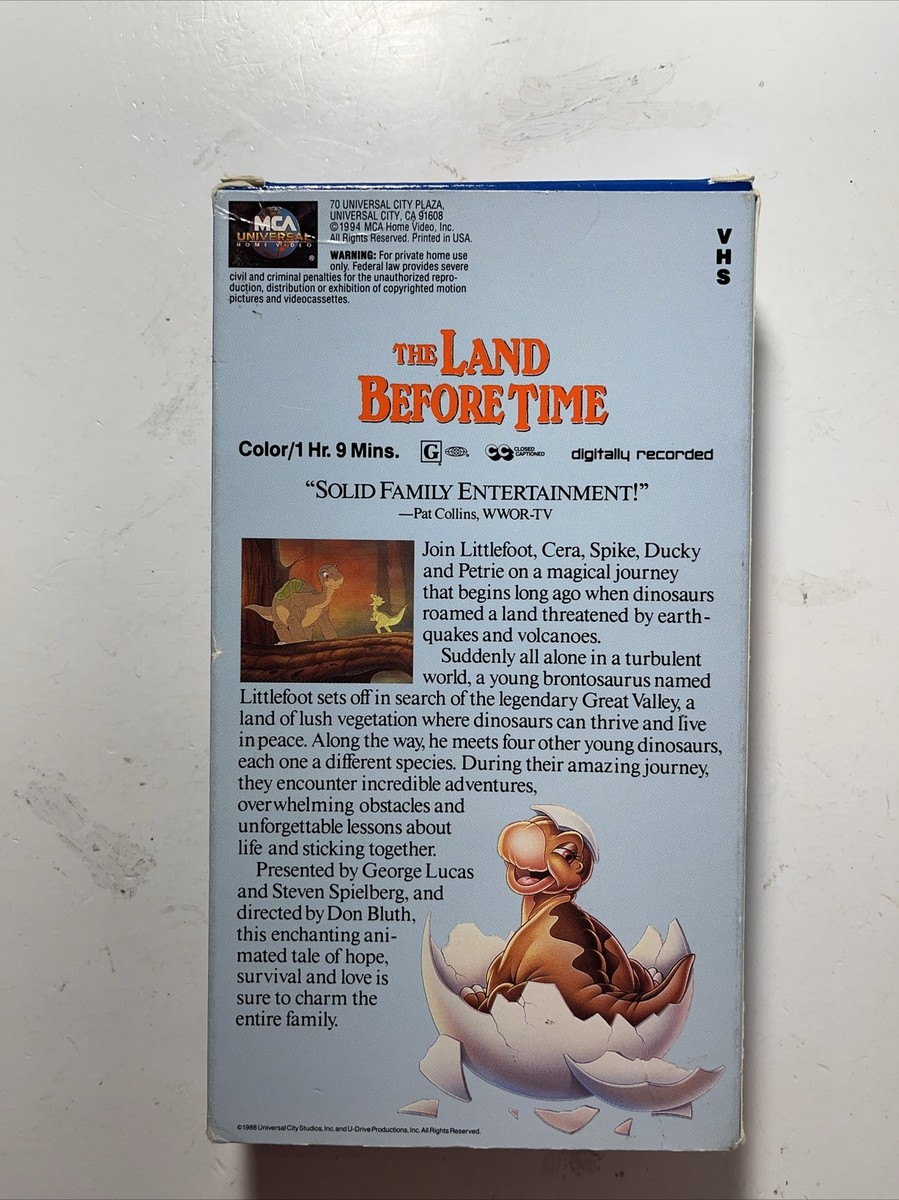 MCA
UNIVERSAL
HOME VIDEO
®
70 UNIVERSAL CITY PLAZA,
UNIVERSAL CITY, CA 91608
©1994 MCA Home Video, Inc.
All Rights Reserved. Printed in USA.
WARNING: For private home use
only. Federal law provides severe
civil and criminal penalties for the unauthorized repro-
duction, distribution or exhibition of copyrighted motion
pictures and videocassettes.
VHS
THE LAND
BEFORE TIME
Color/1 Hr. 9 Mins.
G
CC CLOSED
CAPTIONED
digitally recorded
“SOLID FAMILY ENTERTAINMENT!”
—Pat Collins, WWOR-TV
Join Littlefoot, Cera, Spike, Ducky
and Petrie on a magical journey
that begins long ago when dinosaurs
roamed a land threatened by earth-
quakes and volcanoes.
Suddenly all alone in a turbulent
world, a young brontosaurus named
Littlefoot sets off in search of the legendary Great Valley, a
land of lush vegetation where dinosaurs can thrive and live
in peace. Along the way, he meets four other young dinosaurs,
each one a different species. During their amazing journey,
they encounter incredible adventures,
overwhelming obstacles and
unforgettable lessons about
life and sticking together.
Presented by George Lucas
and Steven Spielberg, and
directed by Don Bluth,
this enchanting ani-
mated tale of hope,
survival and love is
sure to charm the
entire family.
©1988 Universal City Studios, Inc. and U-Drive Productions, Inc. All Rights Reserved.